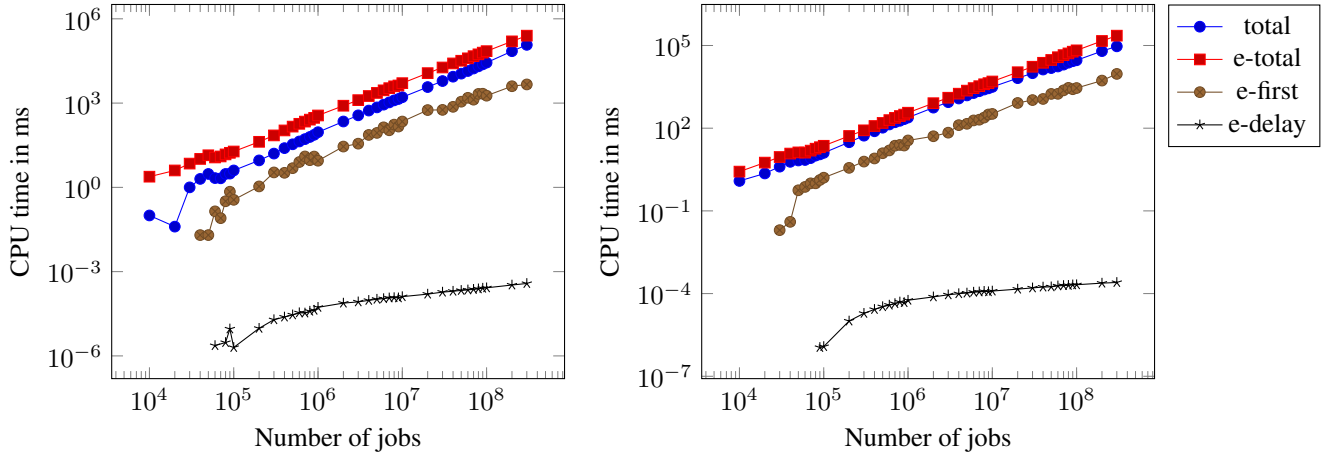 10^6
10^3
10^0
10^−3
10^−6
CPU time in ms
10^4 10^5 10^6 10^7 10^8
Number of jobs
10^5
10^2
10^−1
10^−4
10^−7
CPU time in ms
10^4 10^5 10^6 10^7 10^8
Number of jobs
total
e-total
e-first
e-delay